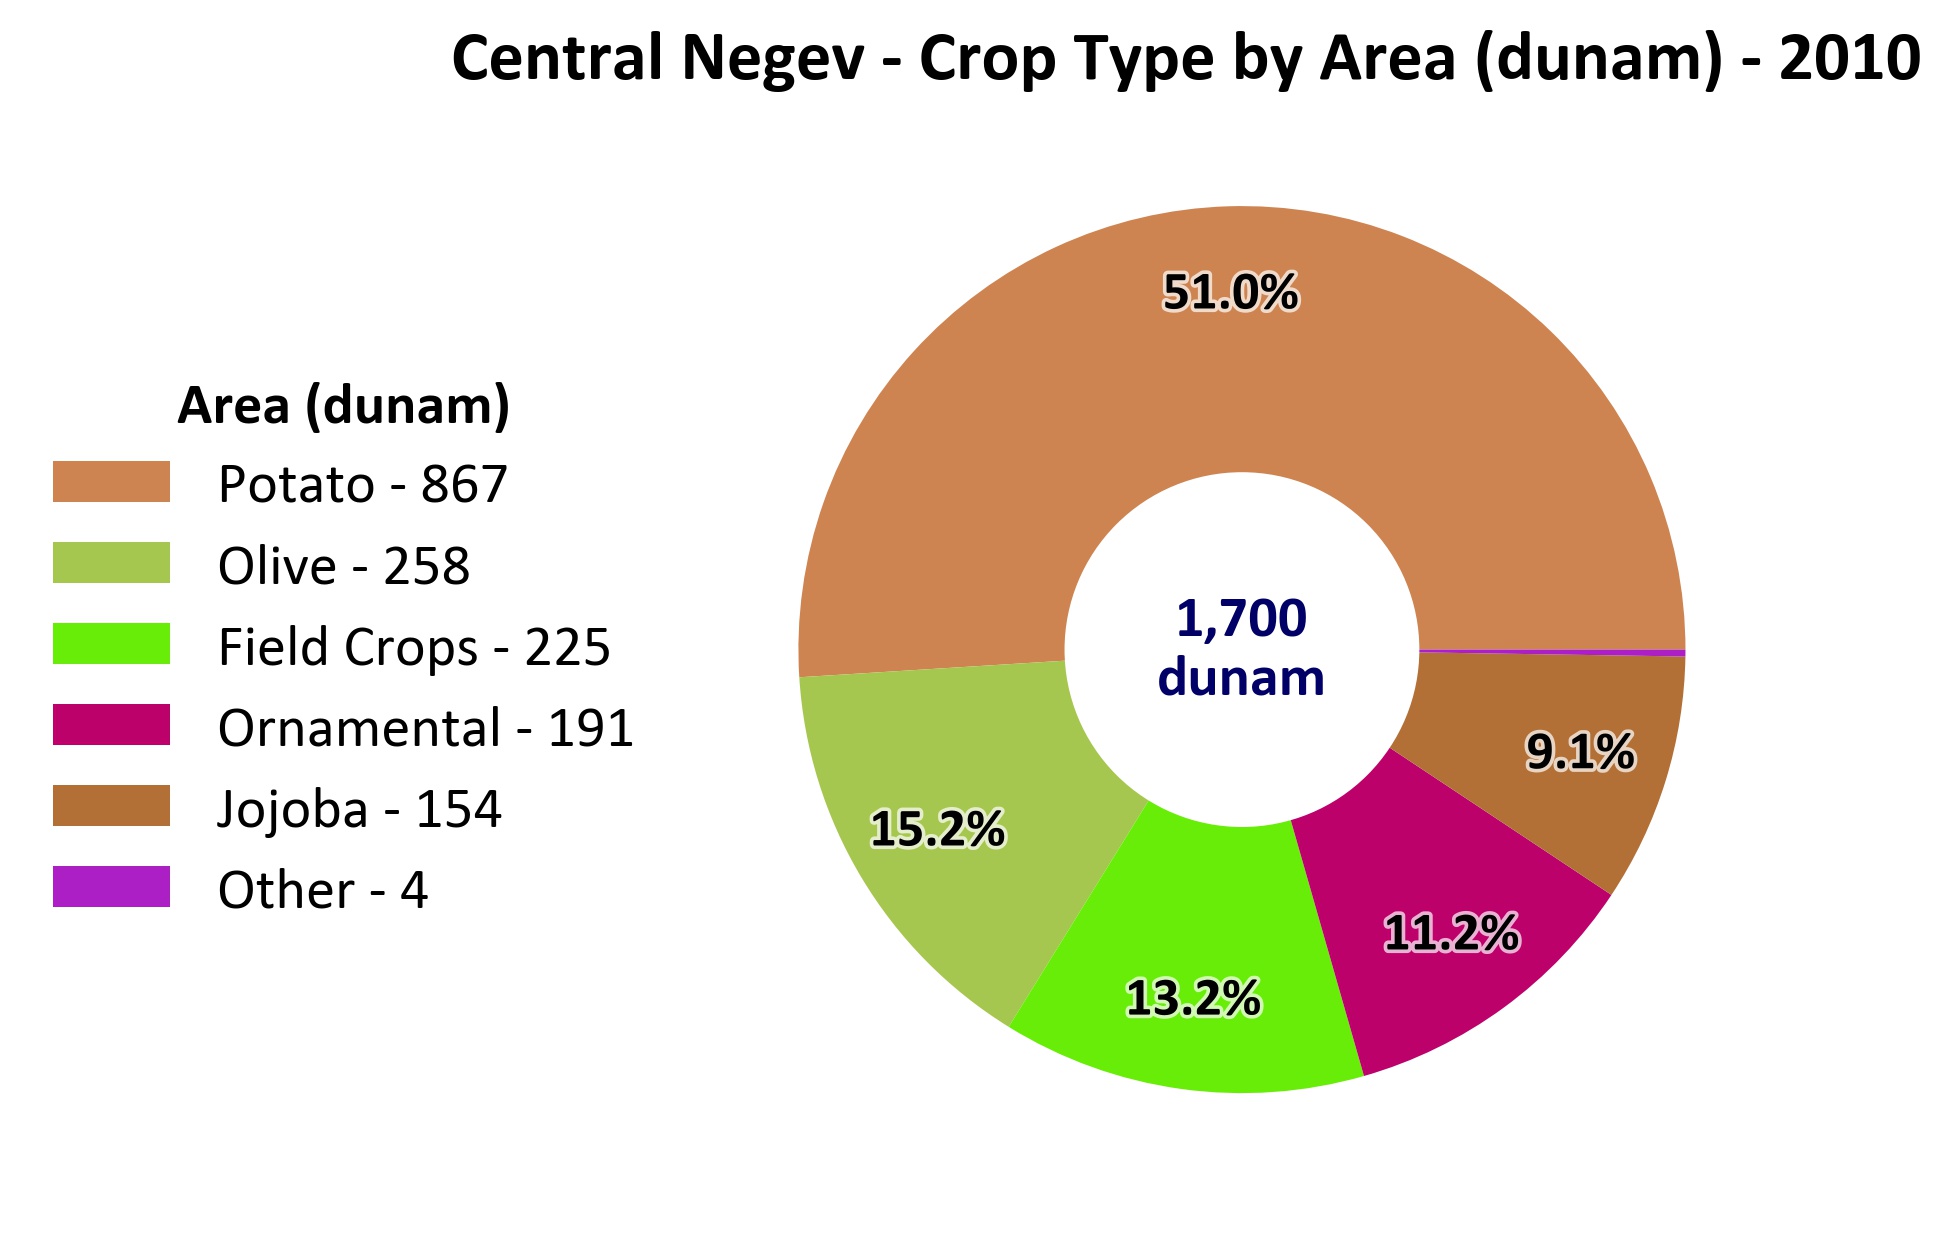 Central Negev - Crop Type by Area (dunam) - 2010
Area (dunam)
Potato - 867
Olive - 258
Field Crops - 225
Ornamental - 191
Jojoba - 154
Other - 4
51.0%
15.2%
13.2%
11.2%
9.1%
1,700
dunam